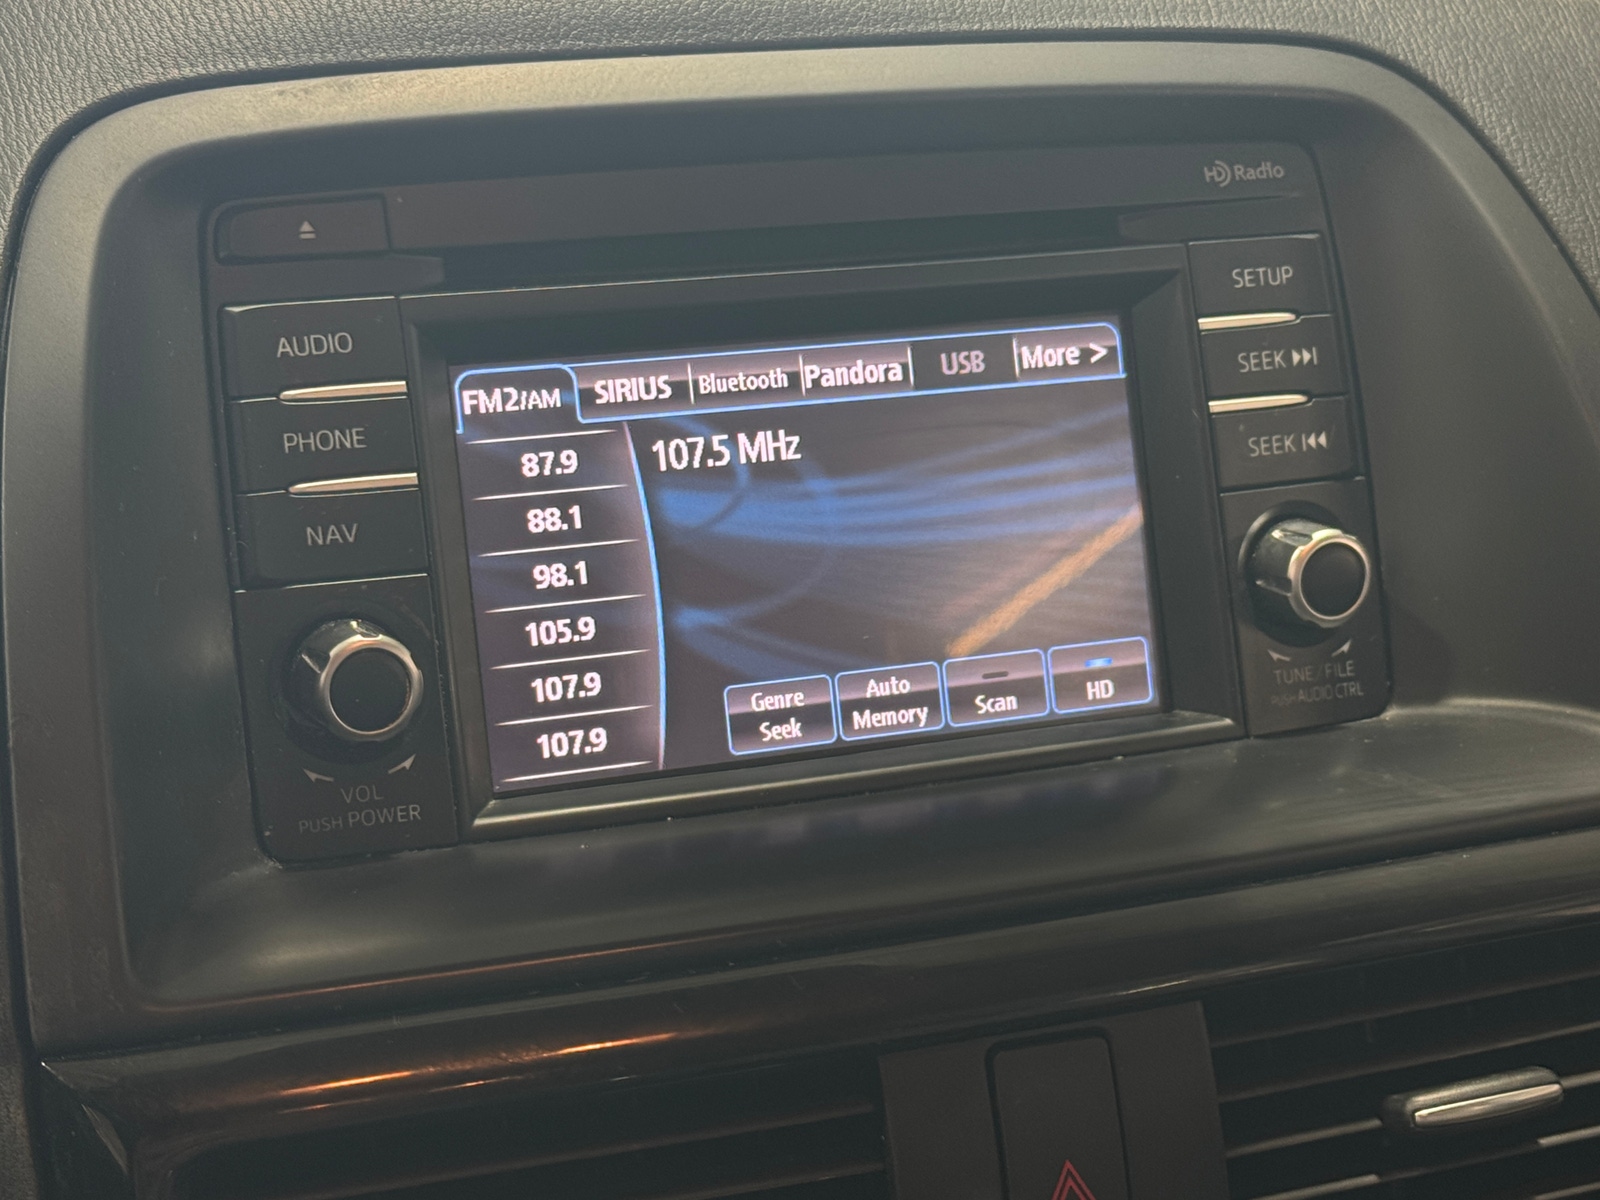 HD Radio
AUDIO
PHONE
NAV
VOL
PUSH POWER
FM2/AM SIRIUS Bluetooth Pandora USB More >
87.9
88.1
98.1
105.9
107.9
107.9
107.5 MHz
Genre
Seek
Auto
Memory
Scan
HD
SETUP
SEEK
SEEK
TUNE/FILE
PUSH AUDIO CTRL